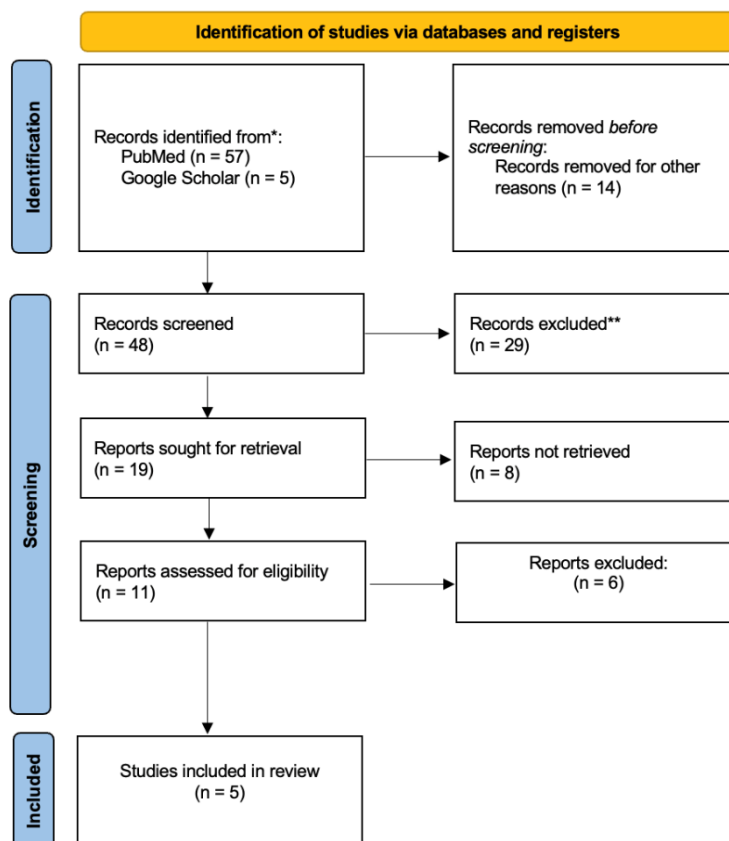 Identification of studies via databases and registers
Identification
Records identified from*:
PubMed (n = 57)
Google Scholar (n = 5)
Records removed before
screening:
Records removed for other
reasons (n = 14)
Screening
Records screened
(n = 48)
Records excluded**
(n = 29)
Reports sought for retrieval
(n = 19)
Reports not retrieved
(n = 8)
Reports assessed for eligibility
(n = 11)
Reports excluded:
(n = 6)
Included
Studies included in review
(n = 5)